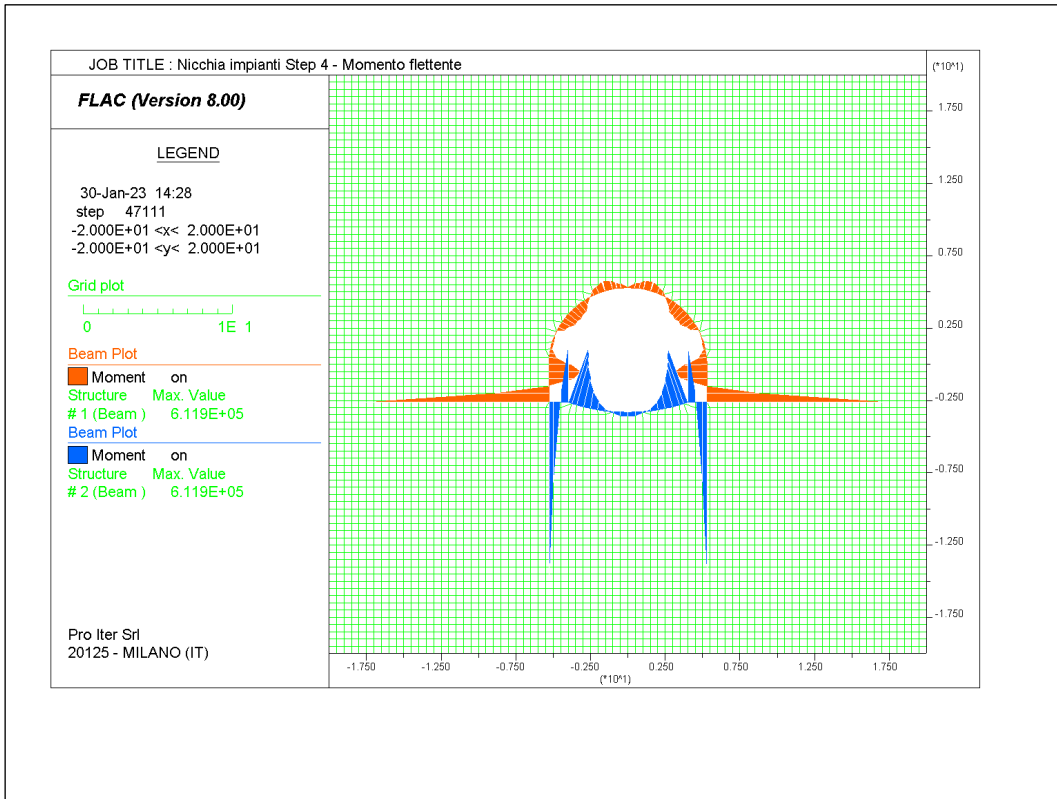 JOB TITLE : Nicchia impianti Step 4 - Momento flettente
(*10^1)
FLAC (Version 8.00)
LEGEND
30-Jan-23 14:28
step 47111
-2.000E+01 <x< 2.000E+01
-2.000E+01 <y< 2.000E+01
Grid plot
0 1E 1
Beam Plot
Moment on
Structure Max. Value
# 1 (Beam ) 6.119E+05
Beam Plot
Moment on
Structure Max. Value
# 2 (Beam ) 6.119E+05
Pro Iter Srl
20125 - MILANO (IT)
1.750
1.250
0.750
0.250
-0.250
-0.750
-1.250
-1.750
-1.750 -1.250 -0.750 -0.250 0.250 0.750 1.250 1.750
(*10^1)